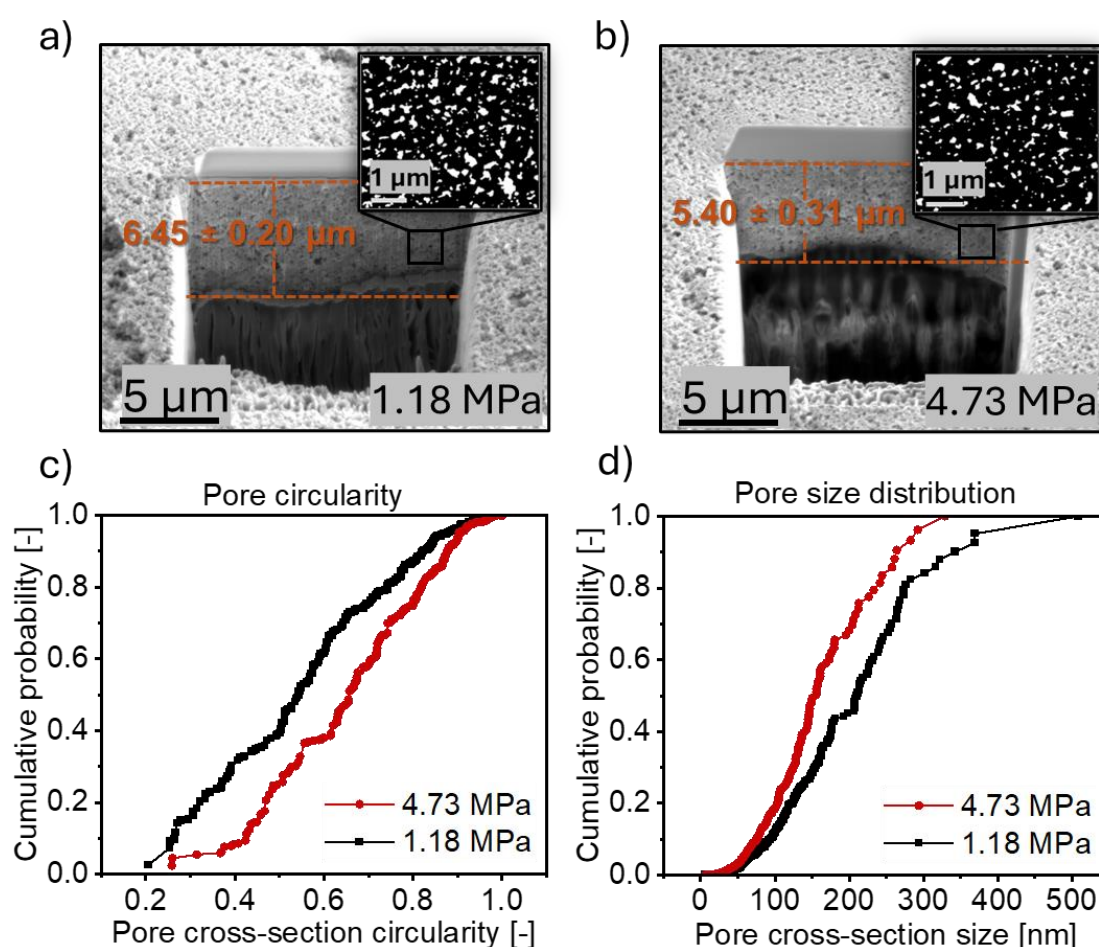 a)
6.45 ± 0.20 µm
1 µm
5 µm
1.18 MPa
b)
5.40 ± 0.31 µm
1 µm
5 µm
4.73 MPa
c)
Pore circularity
Cumulative probability [-]
1.0
0.8
0.6
0.4
0.2
0.0
4.73 MPa
1.18 MPa
0.2 0.4 0.6 0.8 1.0
Pore cross-section circularity [-]
d)
Pore size distribution
Cumulative probability [-]
1.0
0.8
0.6
0.4
0.2
0.0
4.73 MPa
1.18 MPa
0 100 200 300 400 500
Pore cross-section size [nm]